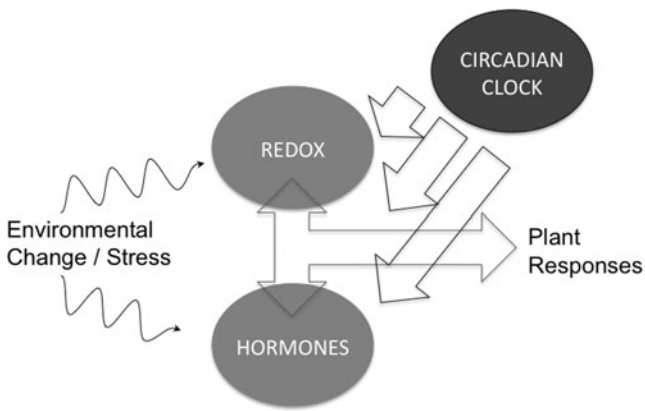 CIRCADIAN
CLOCK
REDOX
Environmental
Change / Stress
Plant
Responses
HORMONES